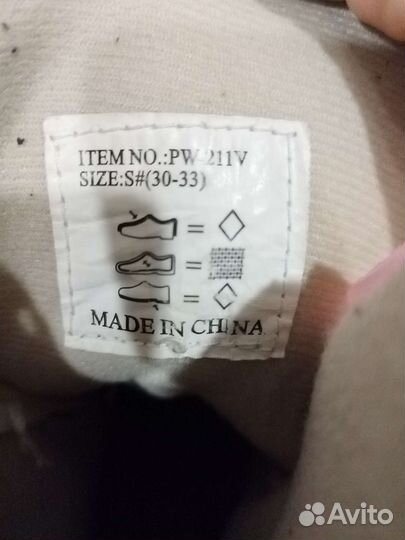 ITEM NO.:PW-211V
SIZE:S#(30-33)
=
=
=
MADE IN CHINA
Avito